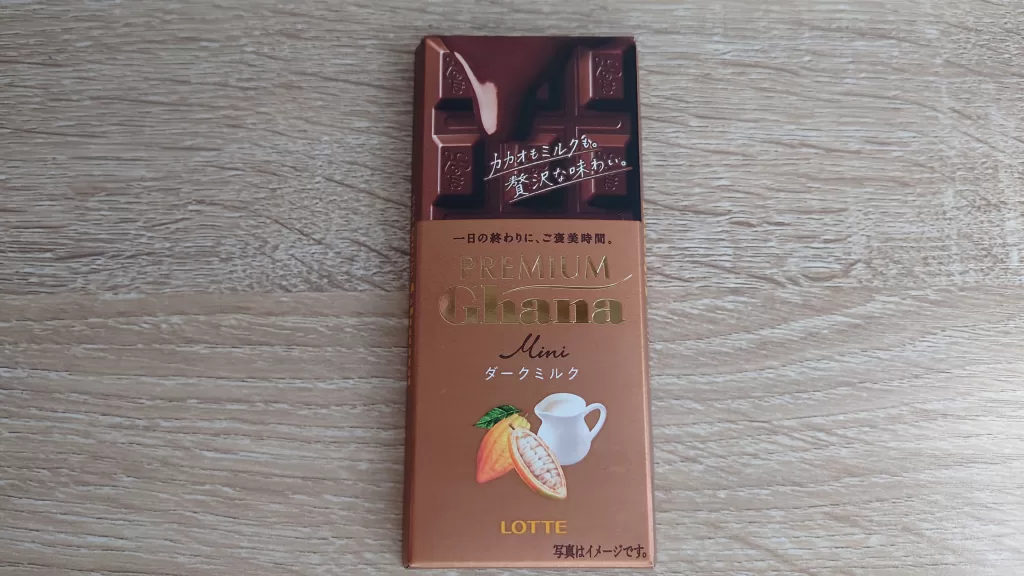 カカオもミルクも。
贅沢な味わい。
一日の終わりに、ご褒美時間。
PREMIUM
Ghana
Mini
ダークミルク
LOTTE
写真はイメージです。